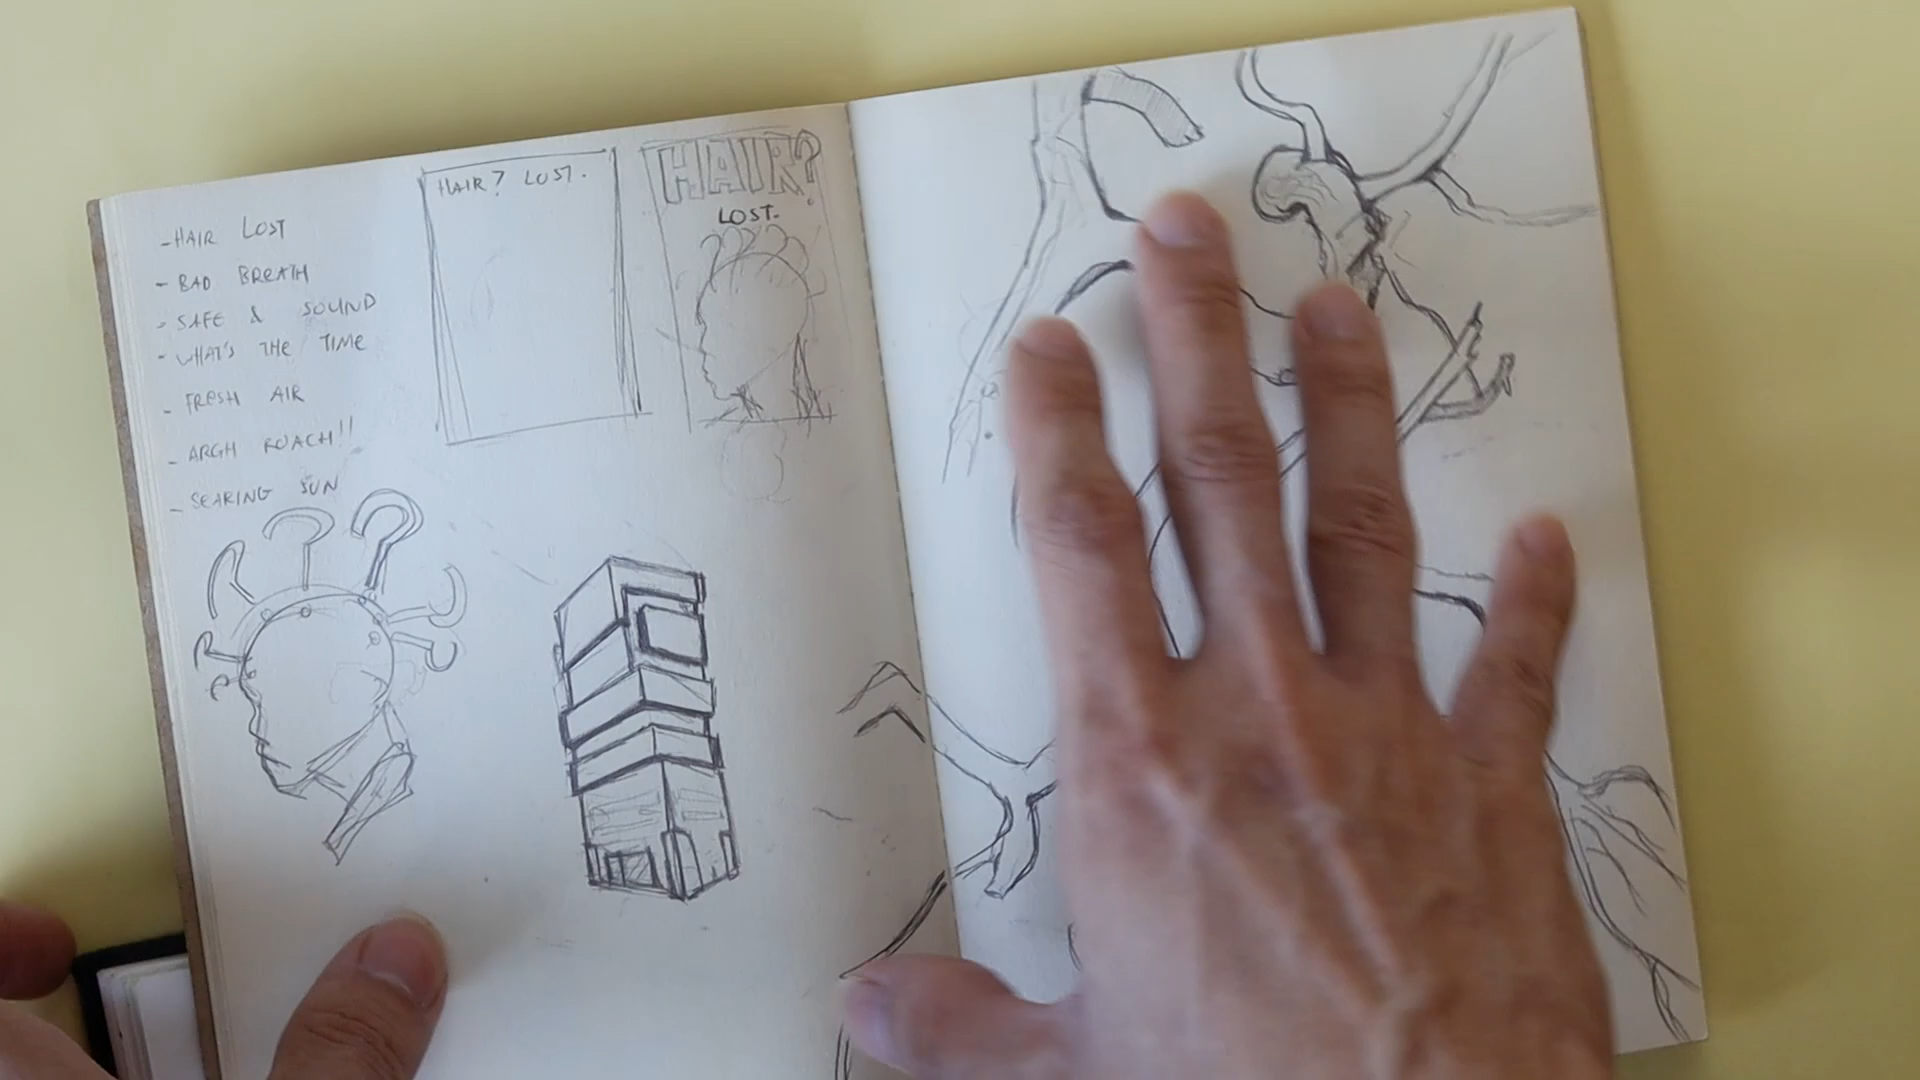 - HAIR LOST
- BAD BREATH
- SAFE & SOUND
- WHAT'S THE TIME
- FRESH AIR
- ARGH ROACH!!
- SEARING SUN
HAIR? LOST.
HAIR?
LOST.